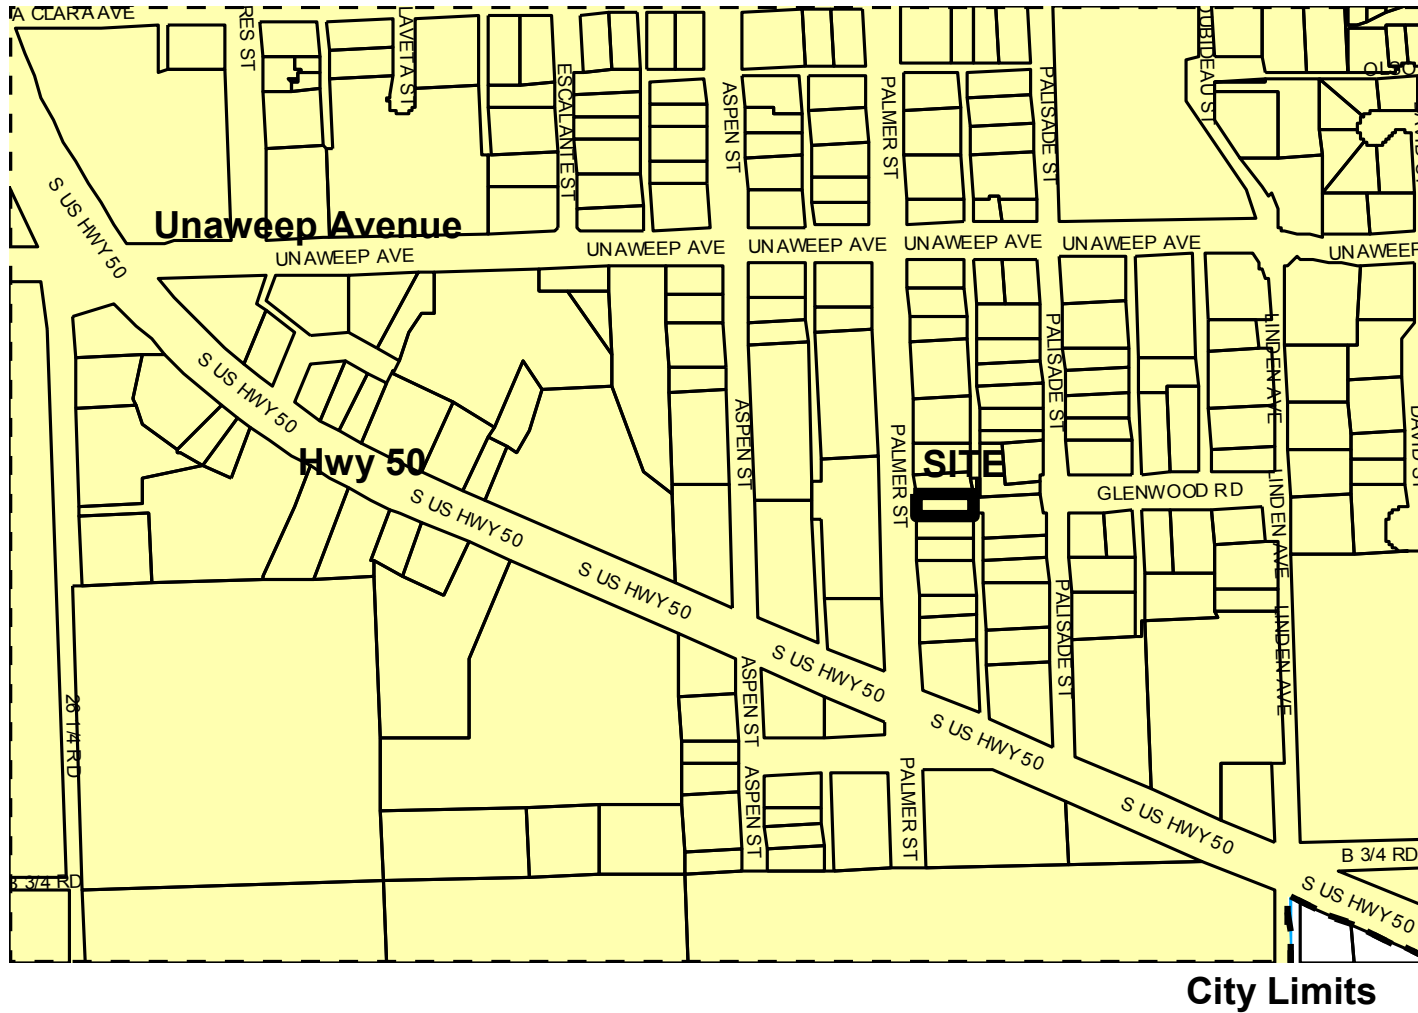 A CLARA AVE
RES ST
LAVETA ST
ESCALANTE ST
ASPEN ST
PALMER ST
PALISADE ST
UBIDEAU ST
OLSO
S US HWY 50
Unaweep Avenue
UNAWEEP AVE
UNAWEEP AVE
UNAWEEP AVE
UNAWEEP AVE
UNAWEEP AVE
UNAWEEP
S US HWY 50
Hwy 50
S US HWY 50
ASPEN ST
PALMER ST
SITE
PALISADE ST
LINDEN AVE
DAVID ST
GLENWOOD RD
LINDEN AVE
S US HWY 50
PALISADE ST
LINDEN AVE
S US HWY 50
ASPEN ST
26 1/4 RD
S US HWY 50
ASPEN ST
PALMER ST
S US HWY 50
B 3/4 RD
B 3/4 RD
S US HWY 50
City Limits